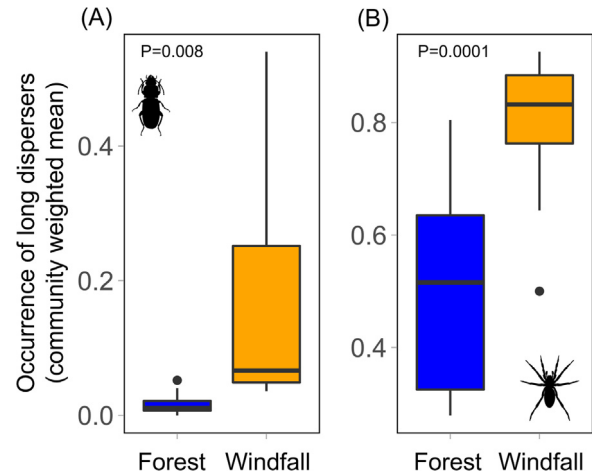 (A)
(B)
Occurrence of long dispersers
(community weighted mean)
P=0.008
0.4
0.2
0.0
Forest
Windfall
P=0.0001
0.8
0.6
0.4
Forest
Windfall